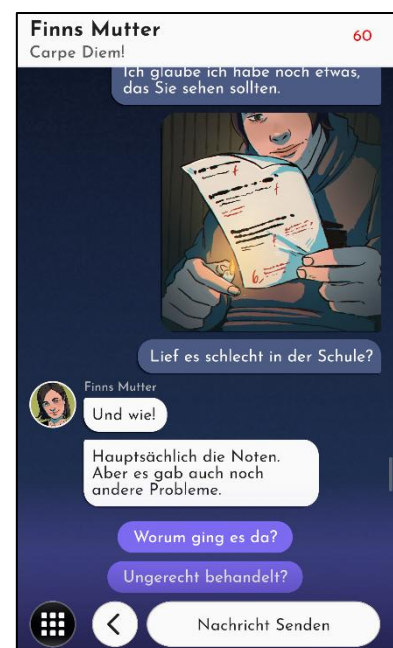 Finns Mutter
60
Carpe Diem!
Ich glaube ich habe noch etwas,
das Sie sehen sollten.
Lief es schlecht in der Schule?
Finns Mutter
Und wie!
Hauptsächlich die Noten.
Aber es gab auch noch
andere Probleme.
Worum ging es da?
Ungerecht behandelt?
Nachricht Senden